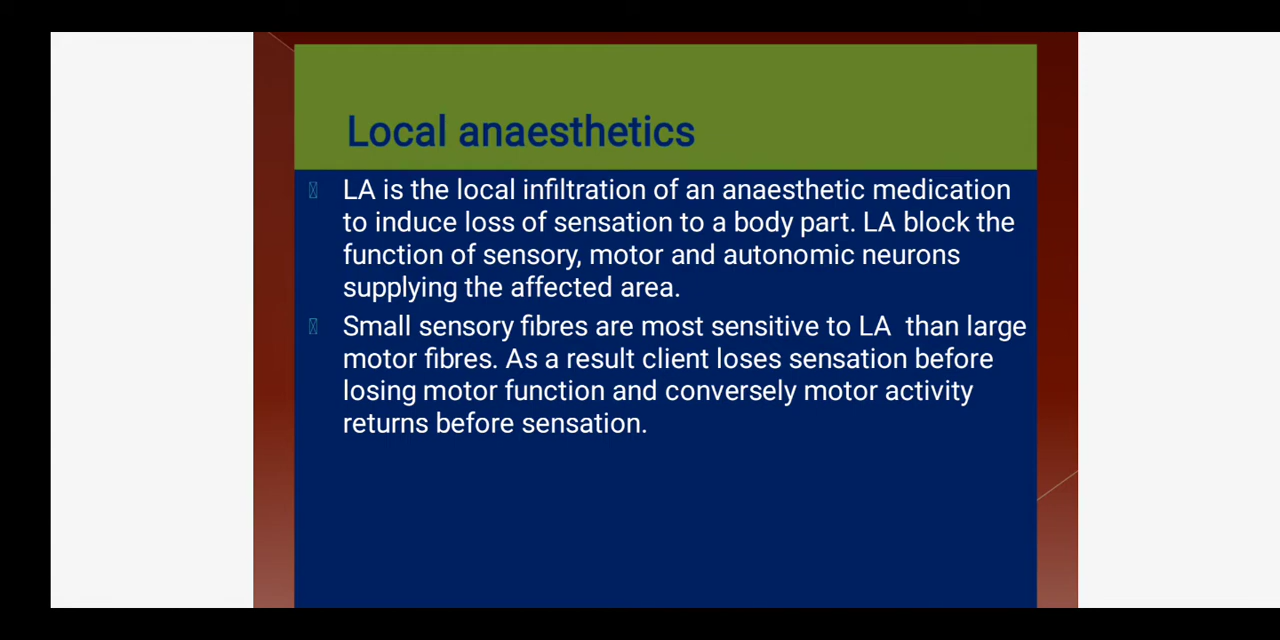 Local anaesthetics
LA is the local infiltration of an anaesthetic medication
to induce loss of sensation to a body part. LA block the
function of sensory, motor and autonomic neurons
supplying the affected area.
Small sensory fibres are most sensitive to LA  than large
motor fibres. As a result client loses sensation before
losing motor function and conversely motor activity
returns before sensation.